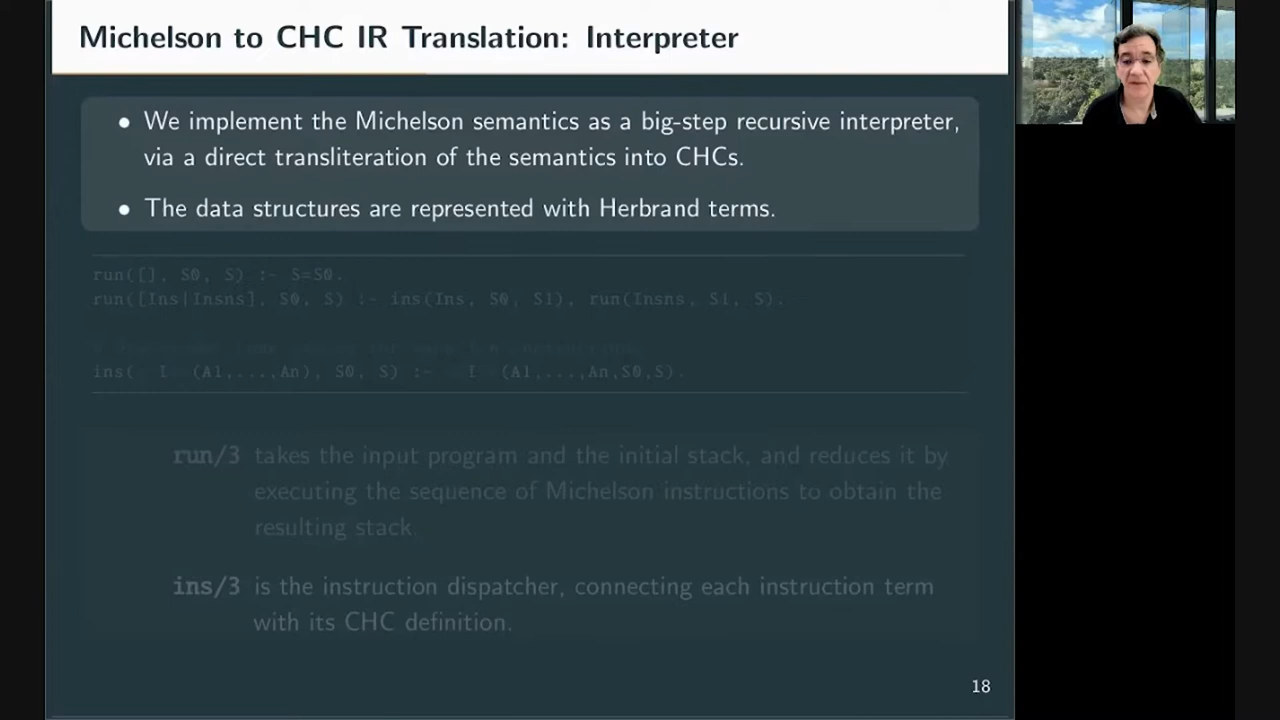 Michelson to CHC IR Translation: Interpreter
• We implement the Michelson semantics as a big-step recursive interpreter,
via a direct transliteration of the semantics into CHCs.
• The data structures are represented with Herbrand terms.
run([], S0, S) :- S=S0.
run([Ins|Insns], S0, S) :- ins(Ins, S0, S1), run(Insns, S1, S).
ins( I (A1,...,An), S0, S) :- I (A1,...,An,S0,S).
run/3 takes the input program and the initial stack, and reduces it by
executing the sequence of Michelson instructions to obtain the
resulting stack.
ins/3 is the instruction dispatcher, connecting each instruction term
with its CHC definition.
18